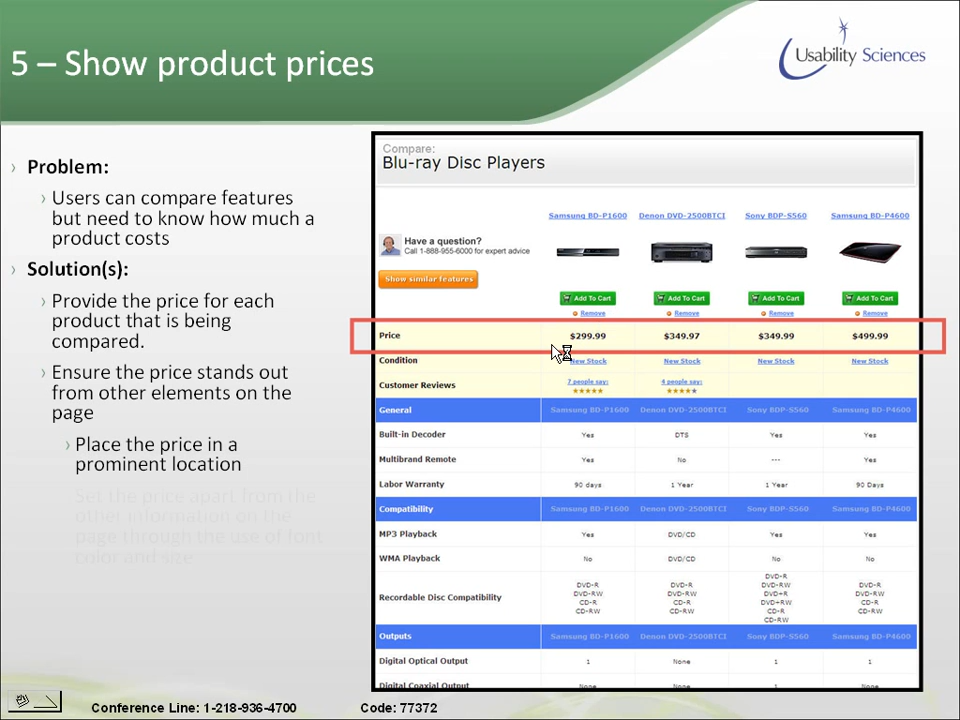 5 – Show product prices
Usability Sciences
Problem:
Users can compare features
but need to know how much a
product costs
Solution(s):
Provide the price for each
product that is being
compared.
Ensure the price stands out
from other elements on the
page
Place the price in a
prominent location
Set the price apart from the
other information on the
page through the use of font
color and size
Compare:
Blu-ray Disc Players
Samsung BD-P1600 Denon DVD-2500BTCI Sony BDP-S560 Samsung BD-P4600
Have a question?
Call 1-888-955-6000 for expert advice
Show similar features
Add To Cart Add To Cart Add To Cart Add To Cart
Remove Remove Remove Remove
Price $299.99 $349.97 $349.99 $499.99
Condition New Stock New Stock New Stock New Stock
Customer Reviews 7 people say: 4 people say:
General Samsung BD-P1600 Denon DVD-2500BTCI Sony BDP-S560 Samsung BD-P4600
Built-in Decoder Yes DTS Yes Yes
Multibrand Remote Yes No --- Yes
Labor Warranty 90 days 1 Year 1 Year 90 Days
Compatibility Samsung BD-P1600 Denon DVD-2500BTCI Sony BDP-S560 Samsung BD-P4600
MP3 Playback Yes DVD/CD Yes Yes
WMA Playback No DVD/CD No No
Recordable Disc Compatibility
DVD-R
DVD-RW
CD-R
CD-RW
DVD-R
DVD-RW
CD-R
CD-RW
DVD-R
DVD-RW
DVD+R
DVD+RW
CD-R
CD-RW
DVD-R
DVD-RW
CD-R
CD-RW
Outputs Samsung BD-P1600 Denon DVD-2500BTCI Sony BDP-S560 Samsung BD-P4600
Digital Optical Output 1 None 1 1
Digital Coaxial Output None None 1 None
Conference Line: 1-218-936-4700 Code: 77372